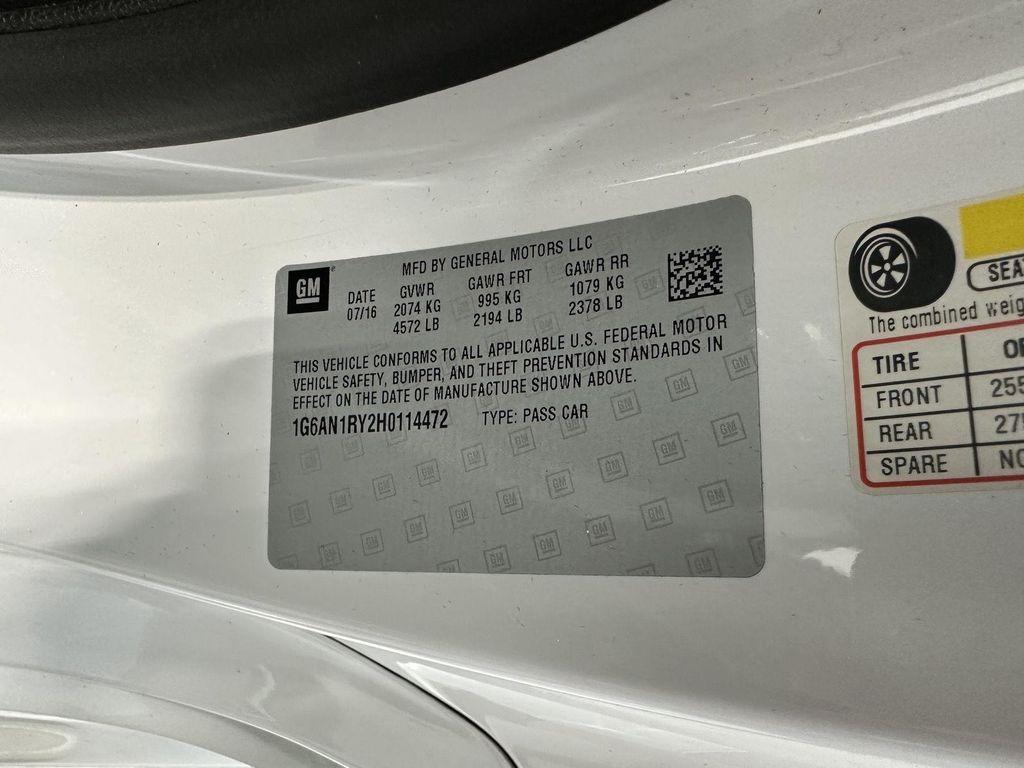 GM
MFD BY GENERAL MOTORS LLC
DATE GVWR GAWR FRT GAWR RR
07/16 2074 KG 995 KG 1079 KG
4572 LB 2194 LB 2378 LB
THIS VEHICLE CONFORMS TO ALL APPLICABLE U.S. FEDERAL MOTOR
VEHICLE SAFETY, BUMPER, AND THEFT PREVENTION STANDARDS IN
EFFECT ON THE DATE OF MANUFACTURE SHOWN ABOVE.
1G6AN1RY2H0114472 TYPE: PASS CAR
The combined
TIRE
FRONT 255
REAR
SPARE